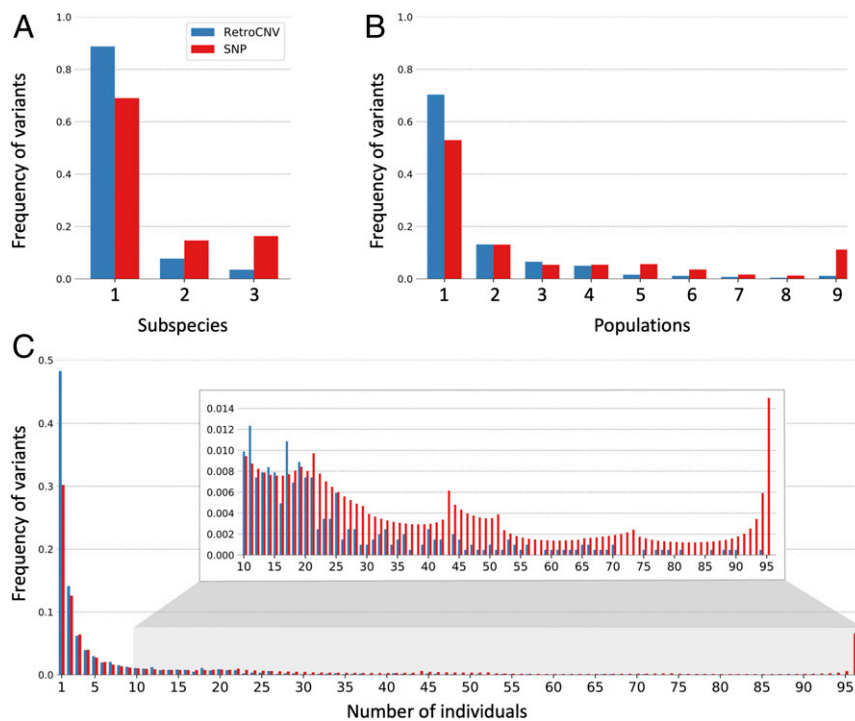 A
Frequency of variants
1.0
0.8
0.6
0.4
0.2
0.0
RetroCNV
SNP
1 2 3
Subspecies
B
Frequency of variants
1.0
0.8
0.6
0.4
0.2
0.0
1 2 3 4 5 6 7 8 9
Populations
C
Frequency of variants
0.5
0.4
0.3
0.2
0.1
0.0
0.014
0.012
0.010
0.008
0.006
0.004
0.002
0.000
10 15 20 25 30 35 40 45 50 55 60 65 70 75 80 85 90 95
1 5 10 15 20 25 30 35 40 45 50 55 60 65 70 75 80 85 90 95
Number of individuals